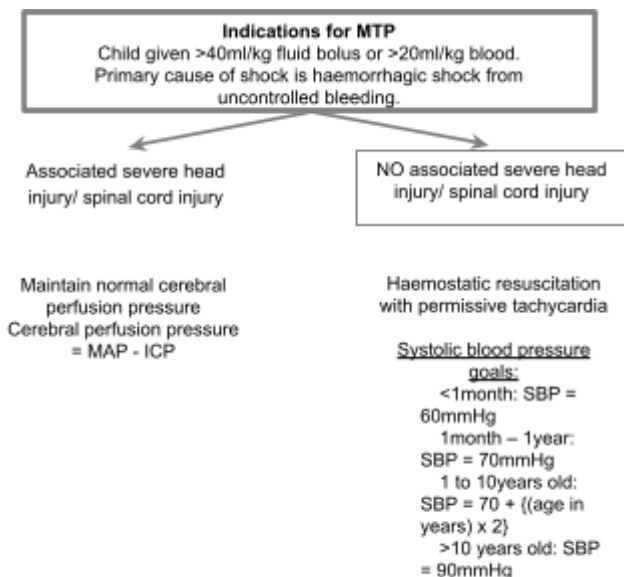 Indications for MTP
Child given >40ml/kg fluid bolus or >20ml/kg blood.
Primary cause of shock is haemorrhagic shock from
uncontrolled bleeding.
Associated severe head
injury/ spinal cord injury
NO associated severe head
injury/ spinal cord injury
Maintain normal cerebral
perfusion pressure
Cerebral perfusion pressure
= MAP - ICP
Haemostatic resuscitation
with permissive tachycardia
Systolic blood pressure
goals:
<1month: SBP =
60mmHg
1month – 1year:
SBP = 70mmHg
1 to 10years old:
SBP = 70 + {(age in
years) x 2}
>10 years old: SBP
= 90mmHg